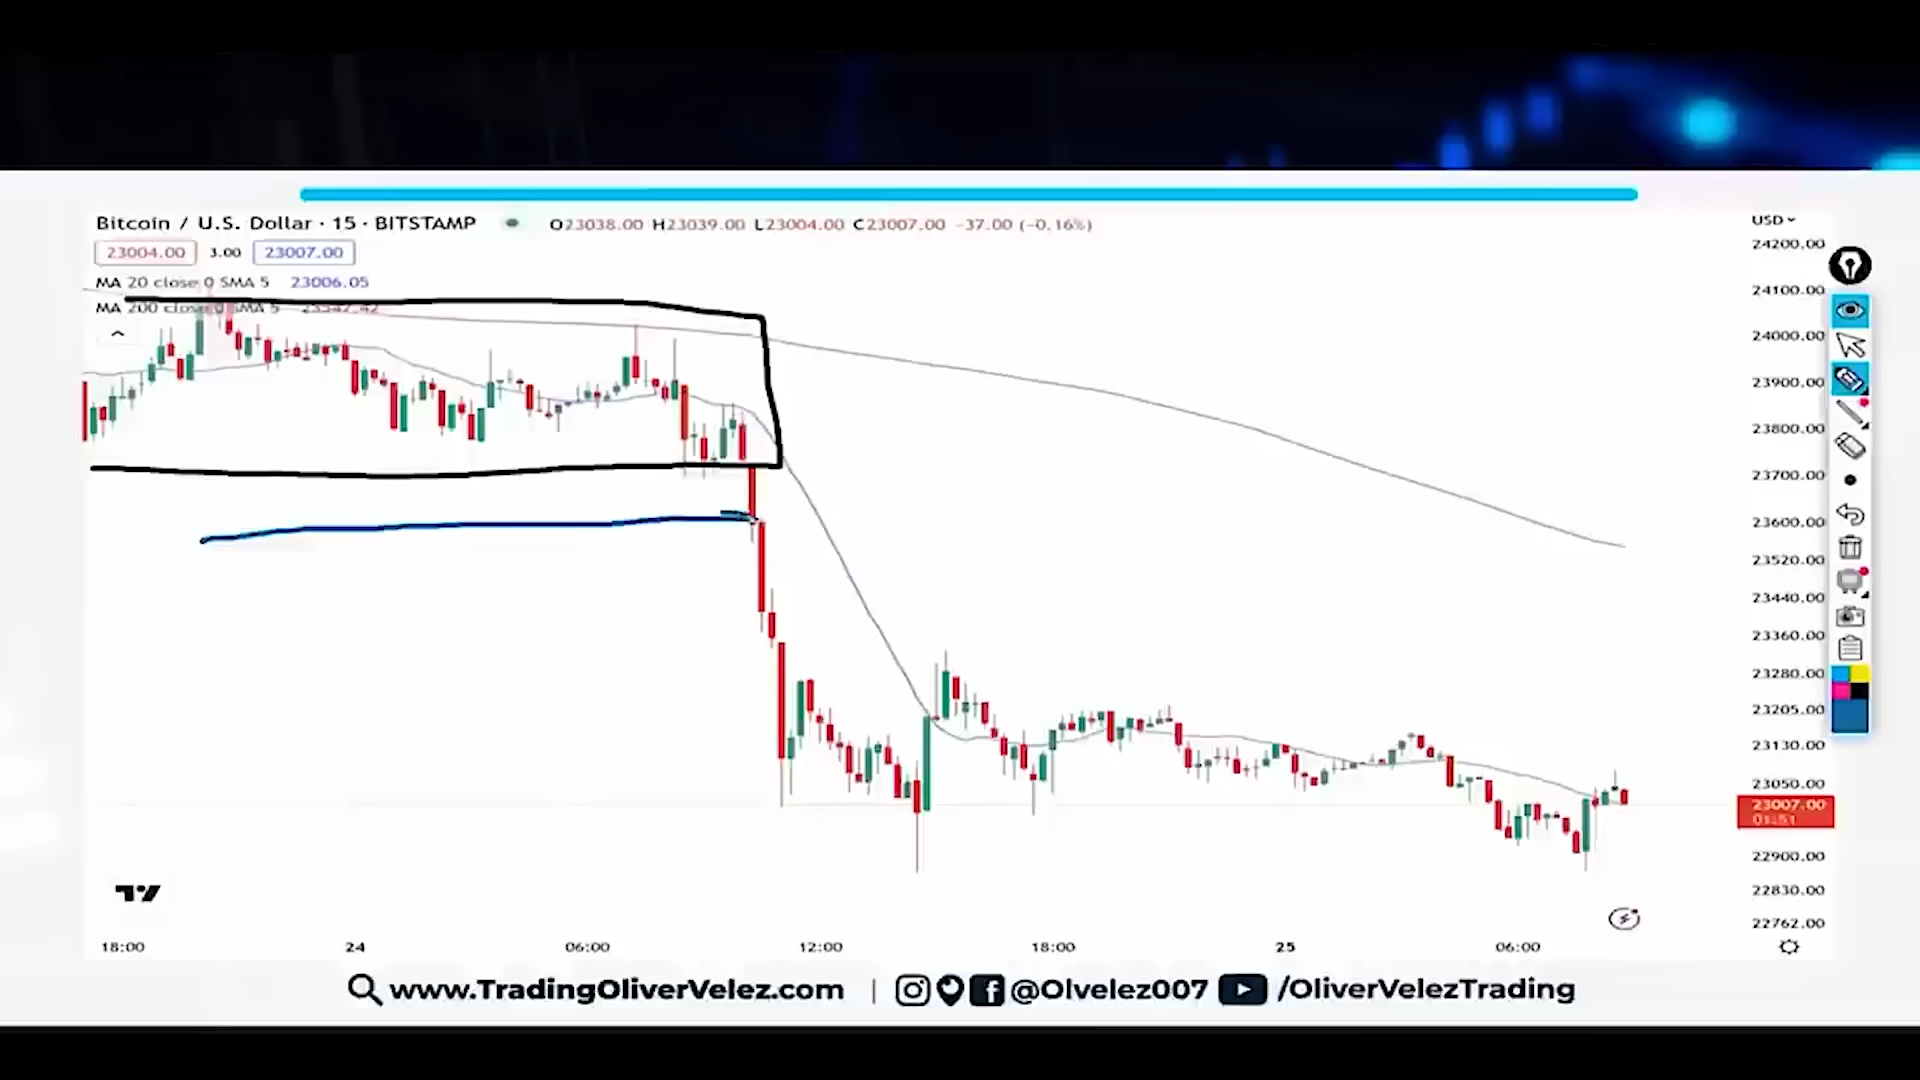 Bitcoin / U.S. Dollar · 15 · BITSTAMP O23038.00 H23039.00 L23004.00 C23007.00 −37.00 (−0.16%)
USD
23004.00 3.00 23007.00
MA 20 close 0 SMA 5 23006.05
MA 200 close 0 SMA 5 23547.42
24200.00
24100.00
24000.00
23900.00
23800.00
23700.00
23600.00
23520.00
23440.00
23360.00
23280.00
23205.00
23130.00
23050.00
23007.00
01:51
22900.00
22830.00
22762.00
18:00 24 06:00 12:00 18:00 25 06:00
www.TradingOliverVelez.com | @Olvelez007 /OliverVelezTrading